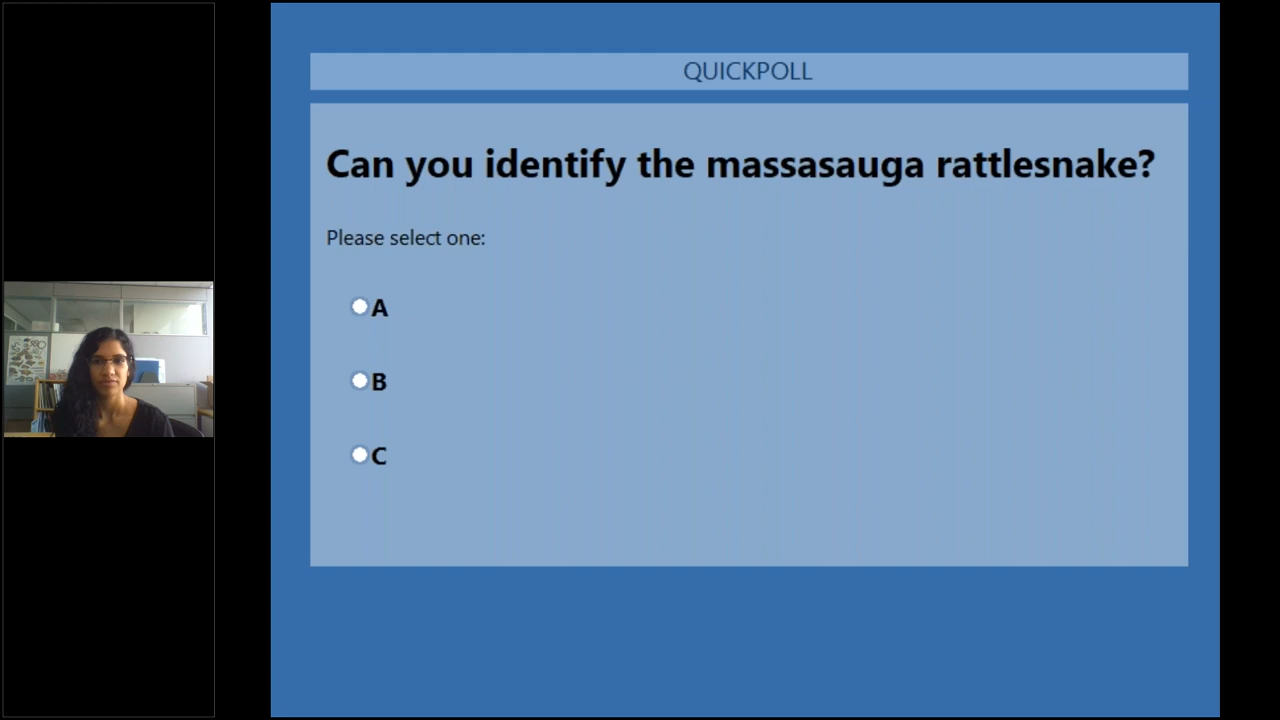 QUICKPOLL
Can you identify the massasauga rattlesnake?
Please select one:
A
B
C